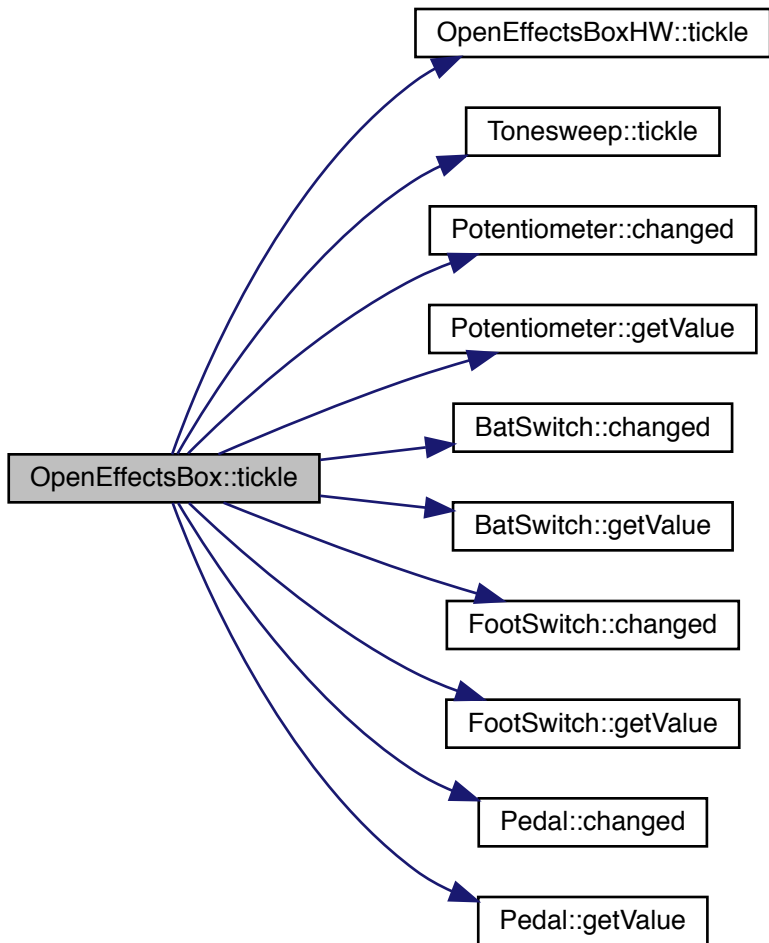 OpenEffectsBoxHW::tickle
Tonesweep::tickle
Potentiometer::changed
Potentiometer::getValue
BatSwitch::changed
OpenEffectsBox::tickle
BatSwitch::getValue
FootSwitch::changed
FootSwitch::getValue
Pedal::changed
Pedal::getValue